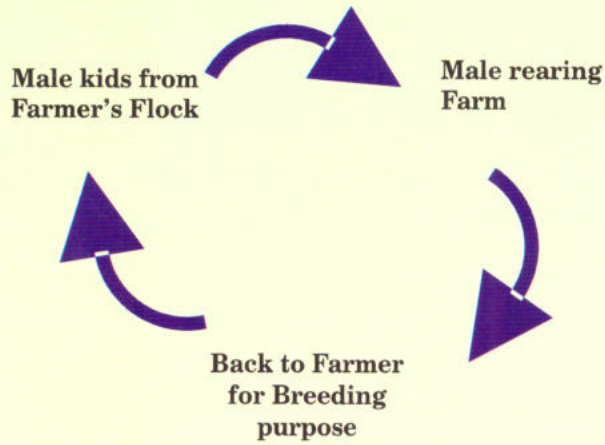 Male kids from
Farmer's Flock
Male rearing
Farm
Back to Farmer
for Breeding
purpose